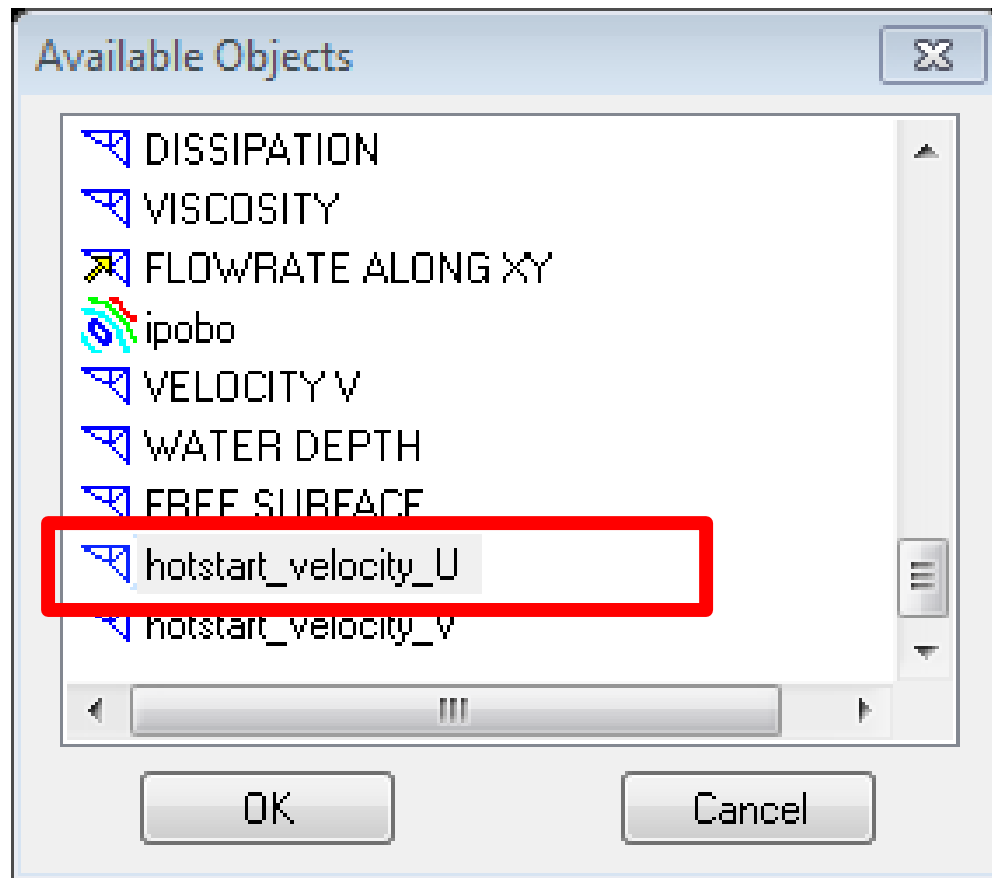 Available Objects
DISSIPATION
VISCOSITY
FLOWRATE ALONG XY
ipobo
VELOCITY V
WATER DEPTH
FREE SURFACE
hotstart_velocity_U
hotstart_velocity_V
OK
Cancel